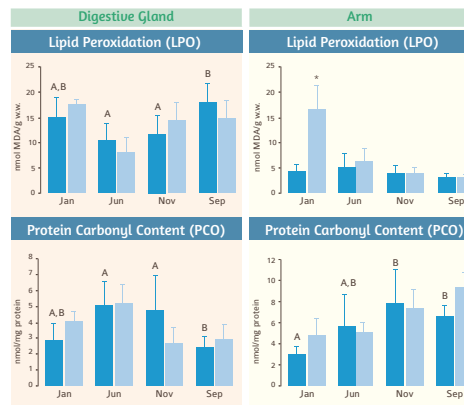 Digestive Gland
Arm
Lipid Peroxidation (LPO)
Lipid Peroxidation (LPO)
nmol MDA/g w.w.
25
20
15
10
5
0
A,B
A
A
B
Jan
Jun
Nov
Sep
nmol MDA/g w.w.
25
20
15
10
5
0
*
Jan
Jun
Nov
Sep
Protein Carbonyl Content (PCO)
Protein Carbonyl Content (PCO)
nmol/mg protein
8
7
6
5
4
3
2
1
0
A,B
A
A
B
Jan
Jun
Nov
Sep
nmol/mg protein
12
10
8
6
4
2
0
A
A,B
B
B
Jan
Jun
Nov
Sep